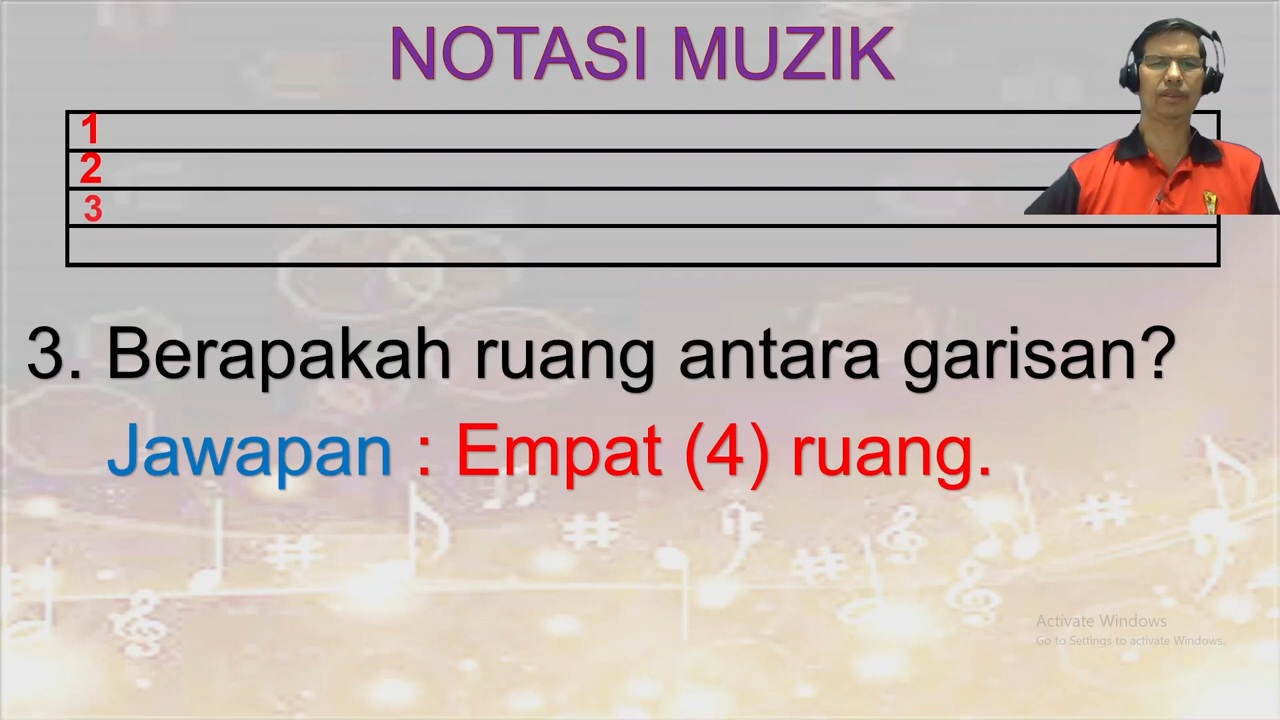 NOTASI MUZIK
1
2
3
3. Berapakah ruang antara garisan?
Jawapan : Empat (4) ruang.
Activate Windows
Go to Settings to activate Windows.